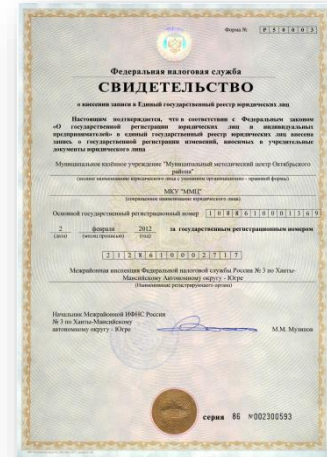 Форма № Р 5 0 0 0 3
Федеральная налоговая служба
СВИДЕТЕЛЬСТВО
о внесении записи в Единый государственный реестр юридических лиц
Настоящим подтверждается, что в соответствии с Федеральным законом
«О государственной регистрации юридических лиц и индивидуальных
предпринимателей» в единый государственный реестр юридических лиц внесена
запись о государственной регистрации изменений, вносимых в учредительные
документы юридического лица
Муниципальное казённое учреждение "Муниципальный методический центр Октябрьского
района"
(полное наименование юридического лица с указанием организационно - правовой формы)
МКУ "ММЦ"
(сокращенное наименование юридического лица)
Основной государственный регистрационный номер 1 0 8 8 6 1 0 0 0 1 3 6 9
2 февраля 2012 за государственным регистрационным номером
(дата) (месяц прописью) (год)
2 1 2 8 6 1 0 0 0 2 7 1 7
Межрайонная инспекция Федеральной налоговой службы России № 3 по Ханты-
Мансийскому Автономному округу - Югре
(Наименование регистрирующего органа)
Начальник Межрайонной ИФНС России
№ 3 по Ханты-Мансийскому
автономному округу - Югре
М.М.
серия 86 №002300593